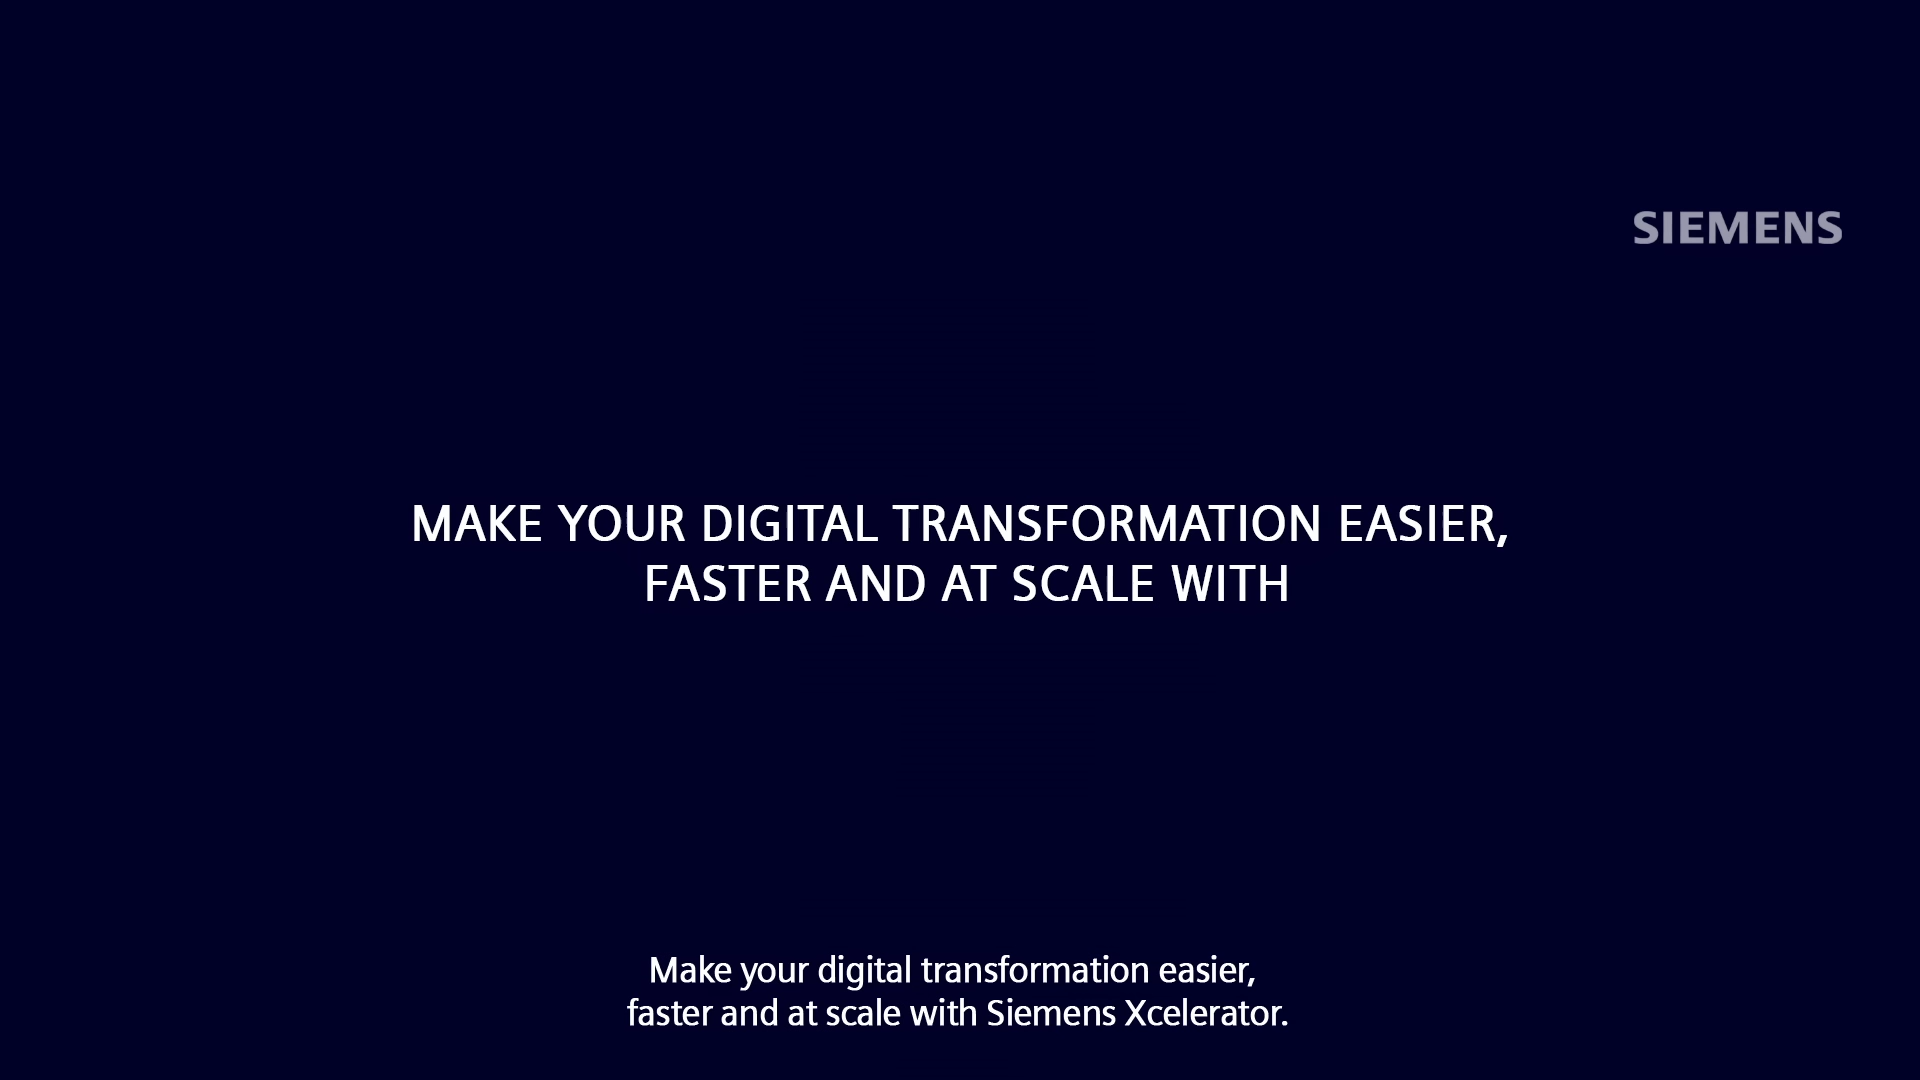 SIEMENS
MAKE YOUR DIGITAL TRANSFORMATION EASIER,
FASTER AND AT SCALE WITH
Make your digital transformation easier,
faster and at scale with Siemens Xcelerator.